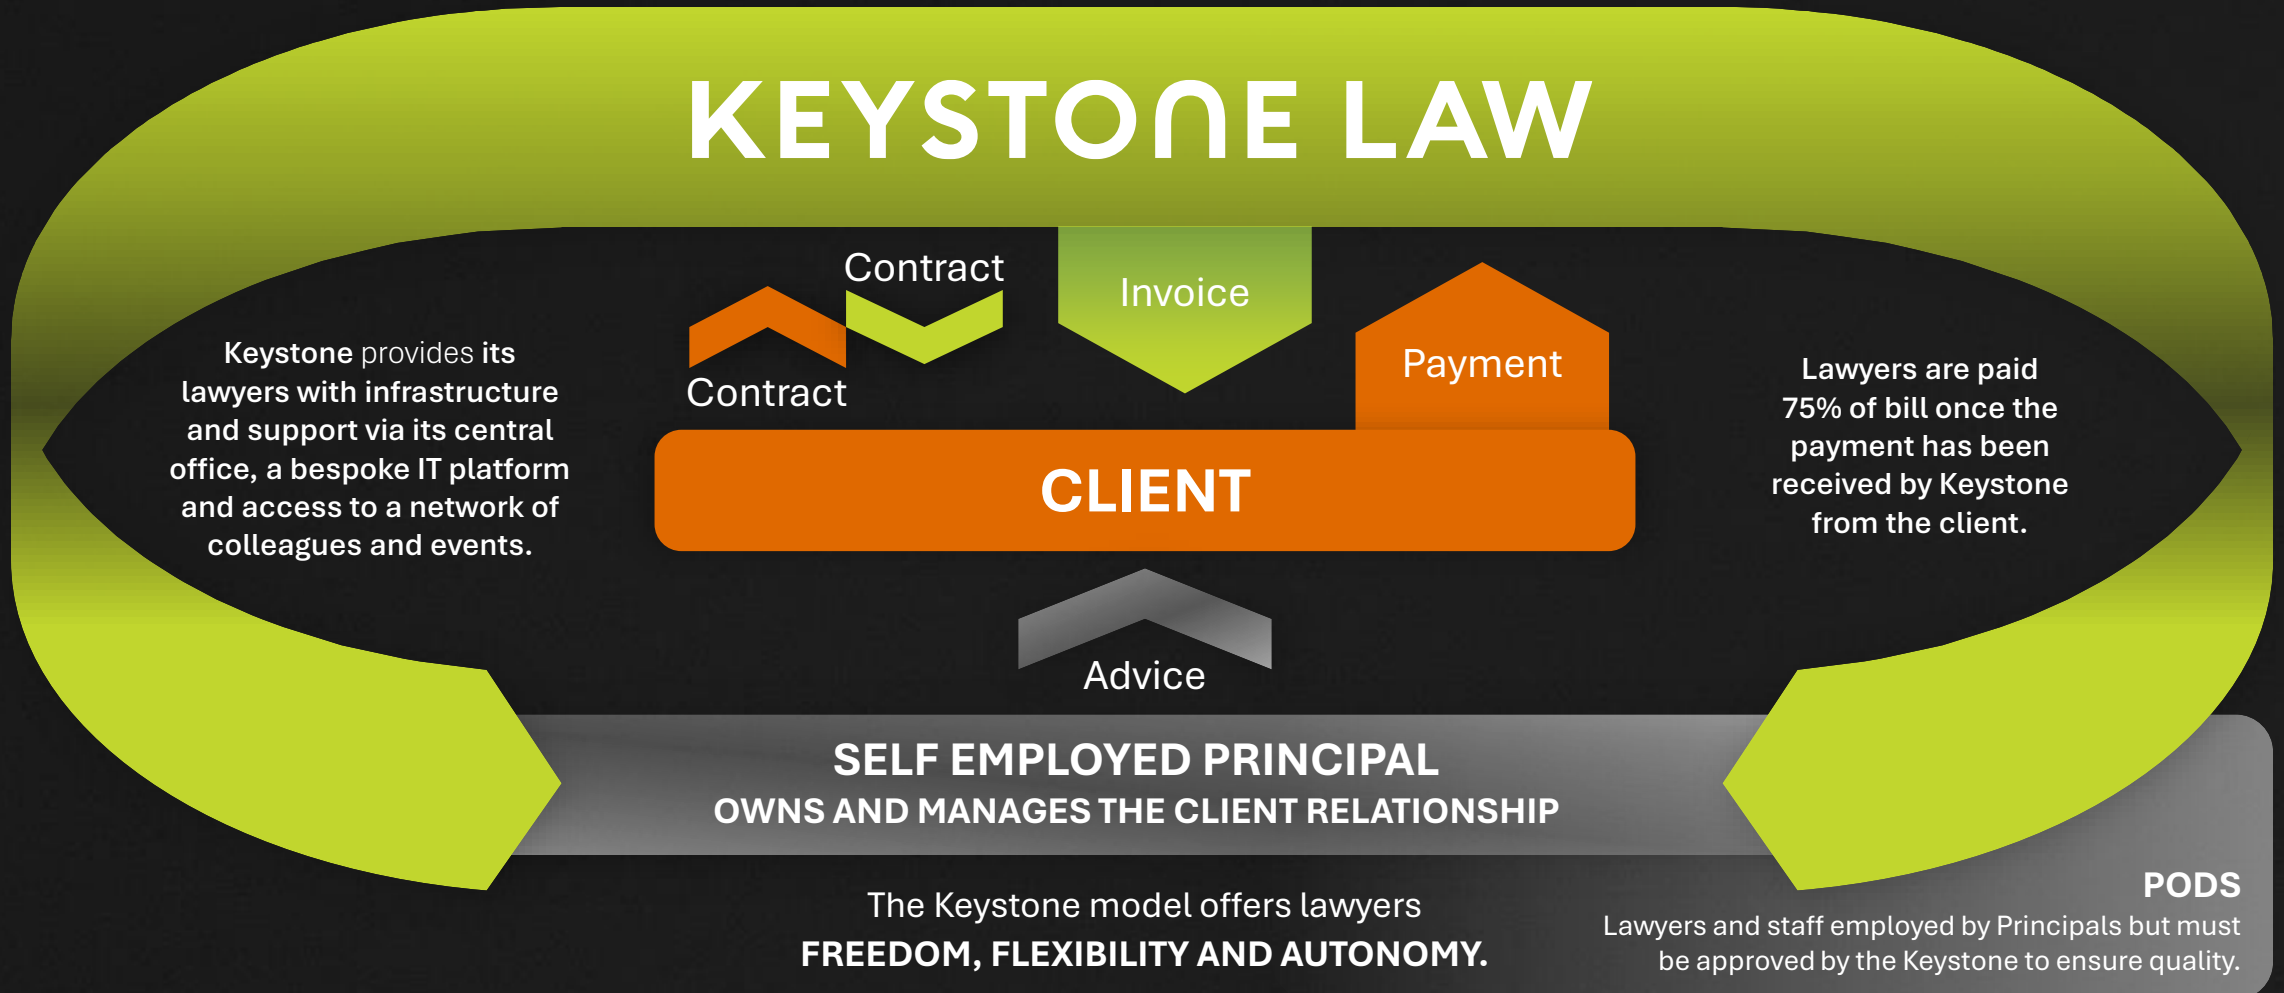 KEYSTONE LAW
Contract
Contract
Invoice
Payment
Keystone provides its
lawyers with infrastructure
and support via its central
office, a bespoke IT platform
and access to a network of
colleagues and events.
CLIENT
Lawyers are paid
75% of bill once the
payment has been
received by Keystone
from the client.
Advice
SELF EMPLOYED PRINCIPAL
OWNS AND MANAGES THE CLIENT RELATIONSHIP
The Keystone model offers lawyers
FREEDOM, FLEXIBILITY AND AUTONOMY.
PODS
Lawyers and staff employed by Principals but must
be approved by the Keystone to ensure quality.